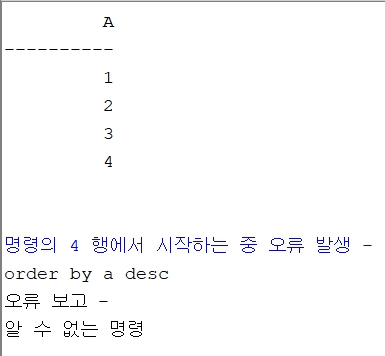 A
----------
1
2
3
4
명령의 4 행에서 시작하는 중 오류 발생 -
order by a desc
오류 보고 -
알 수 없는 명령